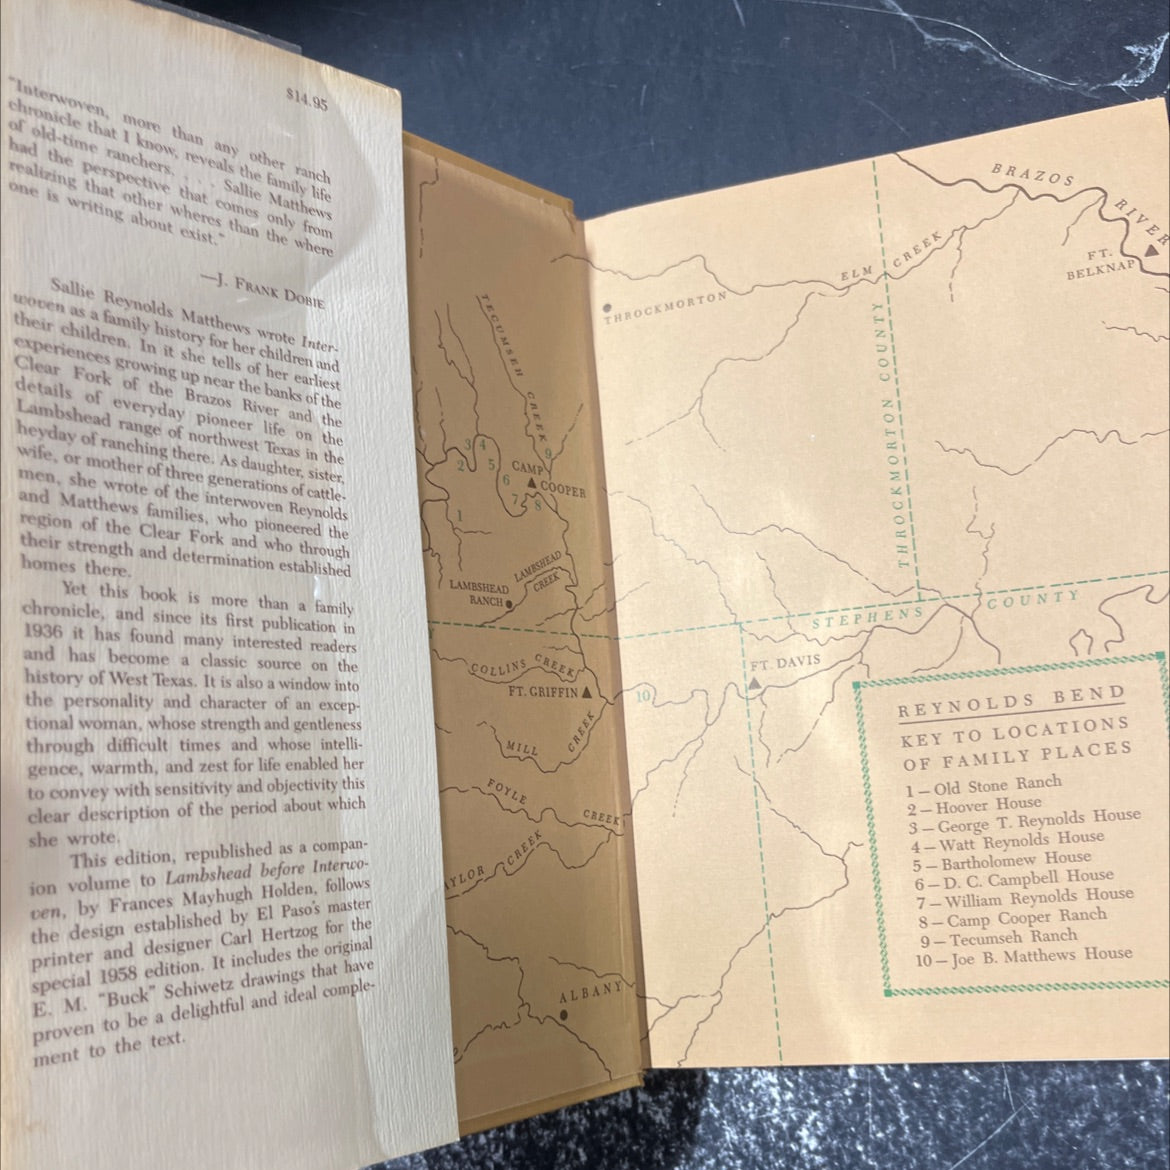 $14.95
"Interwoven, more than any other ranch
chronicle that I know, reveals the family life
of old-time ranchers. . . . Sallie Matthews
had the perspective that comes only from
realizing that other wheres than the where
one is writing about exist."
—J. Frank Dobie
Sallie Reynolds Matthews wrote Inter-
woven as a family history for her children and
their children. In it she tells of her earliest
experiences growing up near the banks of the
Clear Fork of the Brazos River and the
details of everyday pioneer life on the
Lambshead range of northwest Texas in the
heyday of ranching there. As daughter, sister,
wife, or mother of three generations of cattle-
men, she wrote of the interwoven Reynolds
and Matthews families, who pioneered the
region of the Clear Fork and who through
their strength and determination established
homes there.
Yet this book is more than a family
chronicle, and since its first publication in
1936 it has found many interested readers
and has become a classic source on the
history of West Texas. It is also a window into
the personality and character of an excep-
tional woman, whose strength and gentleness
through difficult times and whose intelli-
gence, warmth, and zest for life enabled her
to convey with sensitivity and objectivity this
clear description of the period about which
she wrote.
This edition, republished as a compan-
ion volume to Lambshead before Interwo-
ven, by Frances Mayhugh Holden, follows
the design established by El Paso's master
printer and designer Carl Hertzog for the
special 1958 edition. It includes the original
E. M. "Buck" Schiwetz drawings that have
proven to be a delightful and ideal comple-
ment to the text.
TECUMSEH CREEK
3
4
2
5
9
6
7
8
1
CAMP
COOPER
LAMBSHEAD
CREEK
LAMBSHEAD
RANCH
Y
COLLINS CREEK
FT. GRIFFIN
MILL CREEK
FOYLE CREEK
AYLOR CREEK
ALBANY
BRAZOS RIVER
FT.
BELKNAP
ELM CREEK
THROCKMORTON
THROCKMORTON COUNTY
STEPHENS COUNTY
FT. DAVIS
10
REYNOLDS BEND
KEY TO LOCATIONS
OF FAMILY PLACES
1 — Old Stone Ranch
2 — Hoover House
3 — George T. Reynolds House
4 — Watt Reynolds House
5 — Bartholomew House
6 — D. C. Campbell House
7 — William Reynolds House
8 — Camp Cooper Ranch
9 — Tecumseh Ranch
10 — Joe B. Matthews House